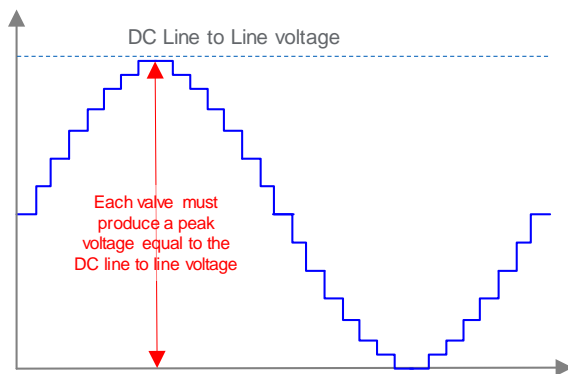 DC Line to Line voltage
Each valve must
produce a peak
voltage equal to the
DC line to line voltage